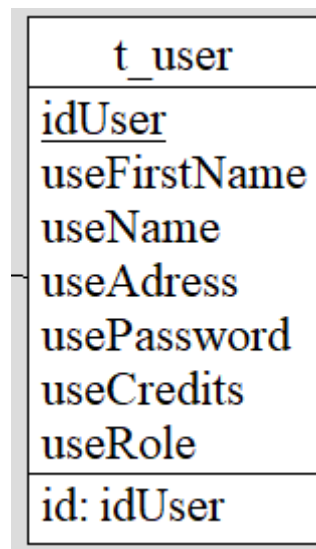 t_user
idUser
useFirstName
useName
useAdress
usePassword
useCredits
useRole
id: idUser